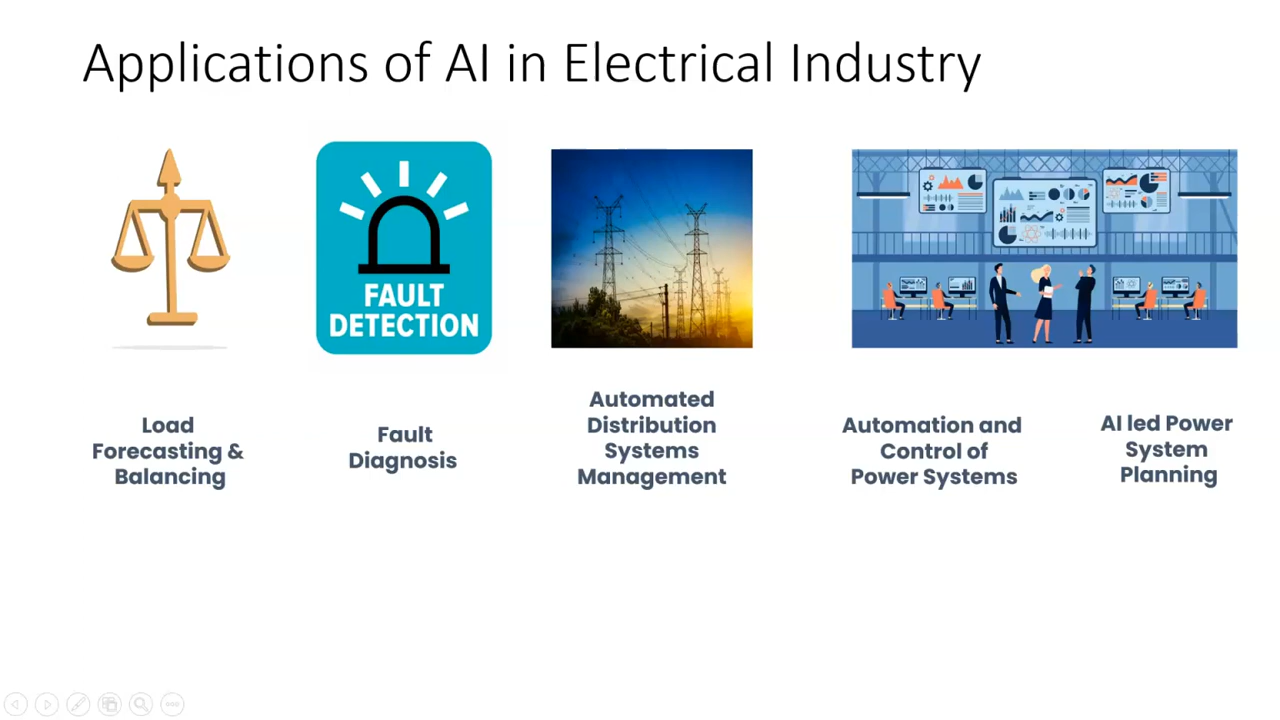 Applications of AI in Electrical Industry
FAULT
DETECTION
Load
Forecasting &
Balancing
Fault
Diagnosis
Automated
Distribution
Systems
Management
Automation and
Control of
Power Systems
AI led Power
System
Planning